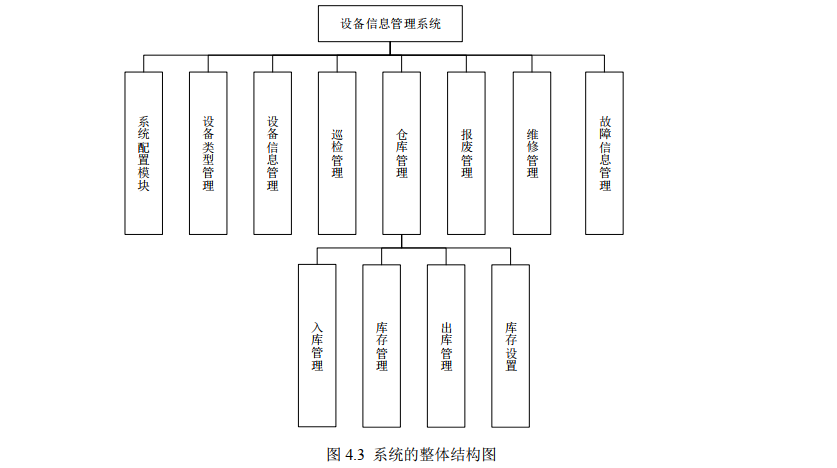 设备信息管理系统
系统配置模块
设备类型管理
设备信息管理
巡检管理
仓库管理
报废管理
维修管理
故障信息管理
入库管理
库存管理
出库管理
库存设置
图 4.3 系统的整体结构图